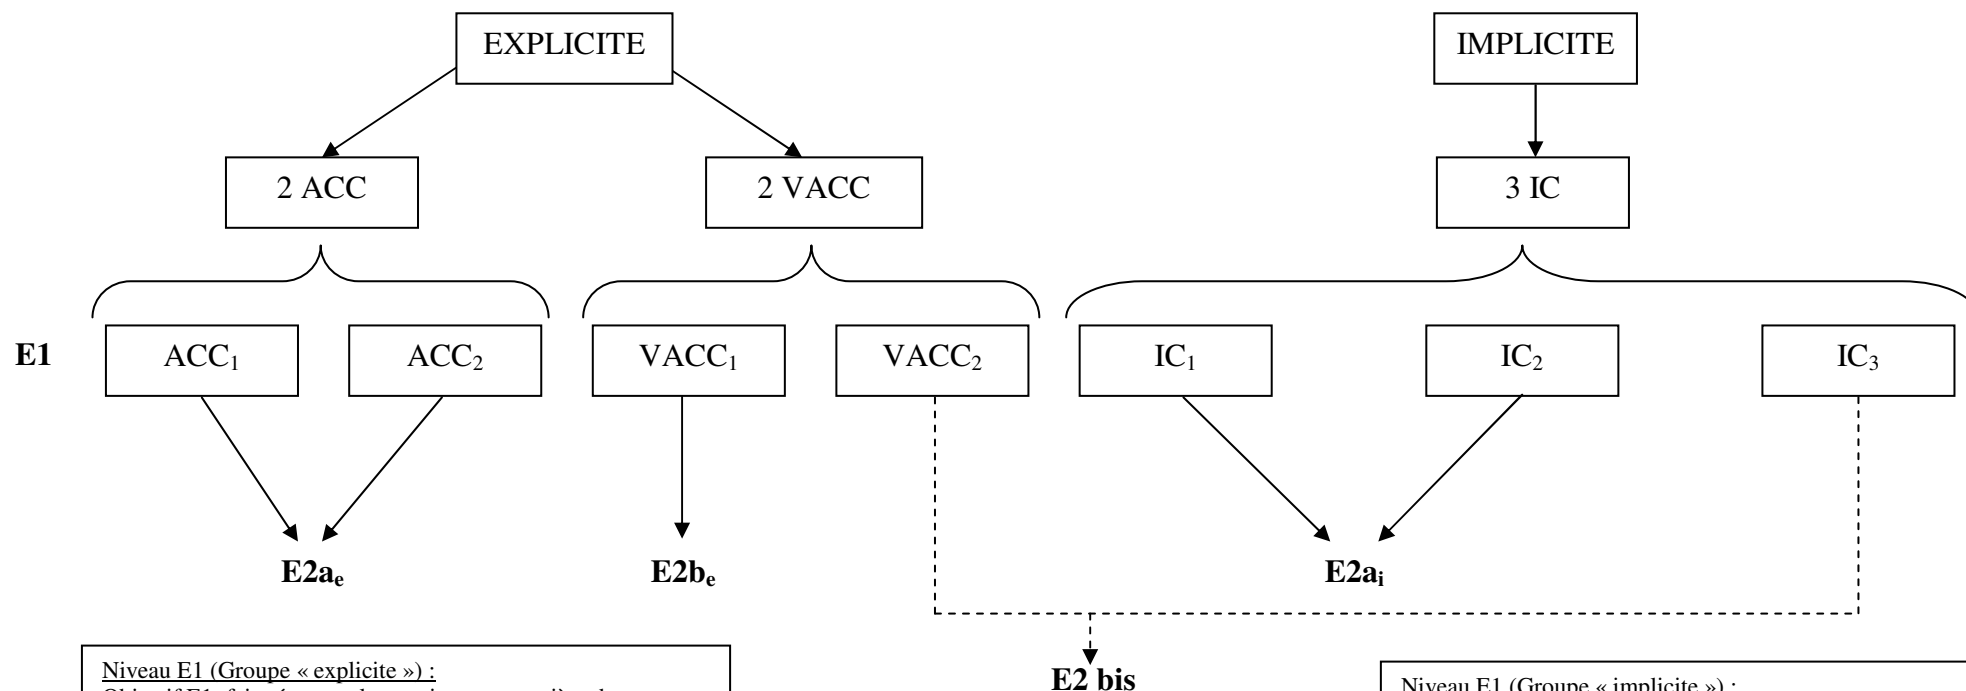 EXPLICITE IMPLICITE
2 ACC 2 VACC 3 IC
E1 ACC₁ ACC₂ VACC₁ VACC₂ IC₁ IC₂ IC₃
E2aₑ E2bₑ E2aᵢ
E2 bis
Niveau E1 (Groupe « explicite ») :
Niveau E1 (Groupe « implicite ») :